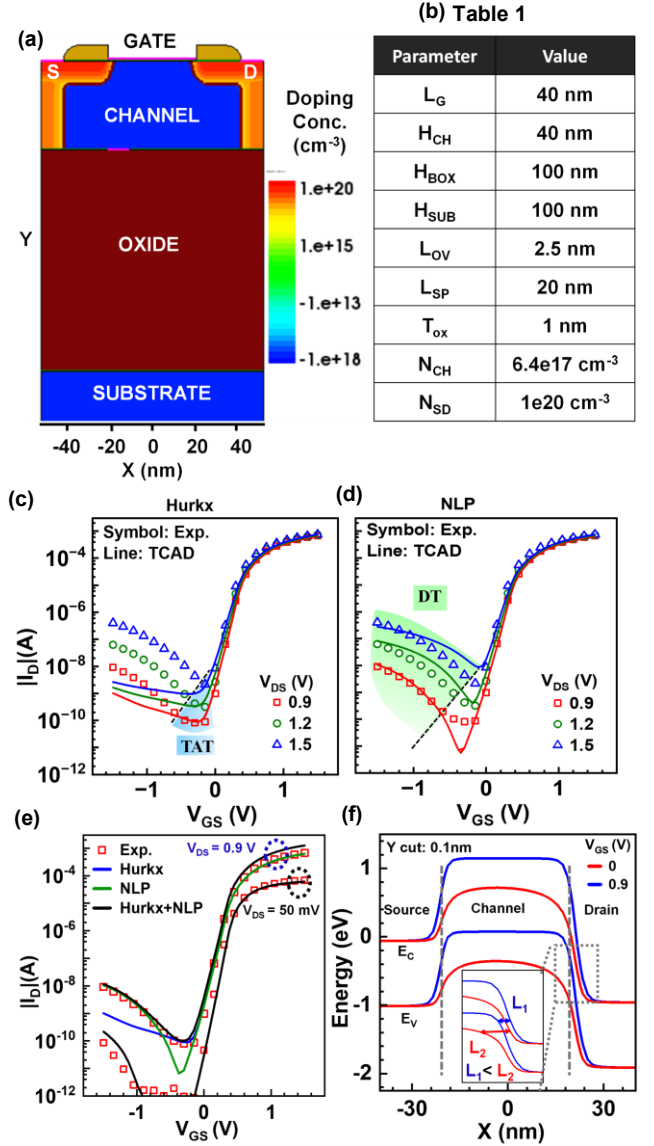 (a)
GATE
S
D
CHANNEL
OXIDE
SUBSTRATE
Y
-40 -20 0 20 40
X (nm)
Doping
Conc.
(cm-3)
1.e+20
1.e+15
-1.e+13
-1.e+18
(b) Table 1
Parameter Value
LG 40 nm
HCH 40 nm
HBOX 100 nm
HSUB 100 nm
LOV 2.5 nm
LSP 20 nm
Tox 1 nm
NCH 6.4e17 cm-3
NSD 1e20 cm-3
(c) Hurkx
Symbol: Exp.
Line: TCAD
10-4
10-6
10-8
10-10
10-12
||D|(A)
VDS (V)
0.9
1.2
1.5
TAT
-1 0 1
VGS (V)
(d) NLP
Symbol: Exp.
Line: TCAD
DT
VDS (V)
0.9
1.2
1.5
-1 0 1
VGS (V)
(e)
Exp.
Hurkx
NLP
Hurkx+NLP
VDS = 0.9 V
VDS = 50 mV
10-2
10-4
10-6
10-8
10-10
10-12
||D|(A)
-1 0 1
VGS (V)
(f)
Y cut: 0.1nm
VGS (V)
0
0.9
Source Channel Drain
EC
EV
L1
L2
L1< L2
1
0
-1
-2
Energy (eV)
-40 0 40
X (nm)